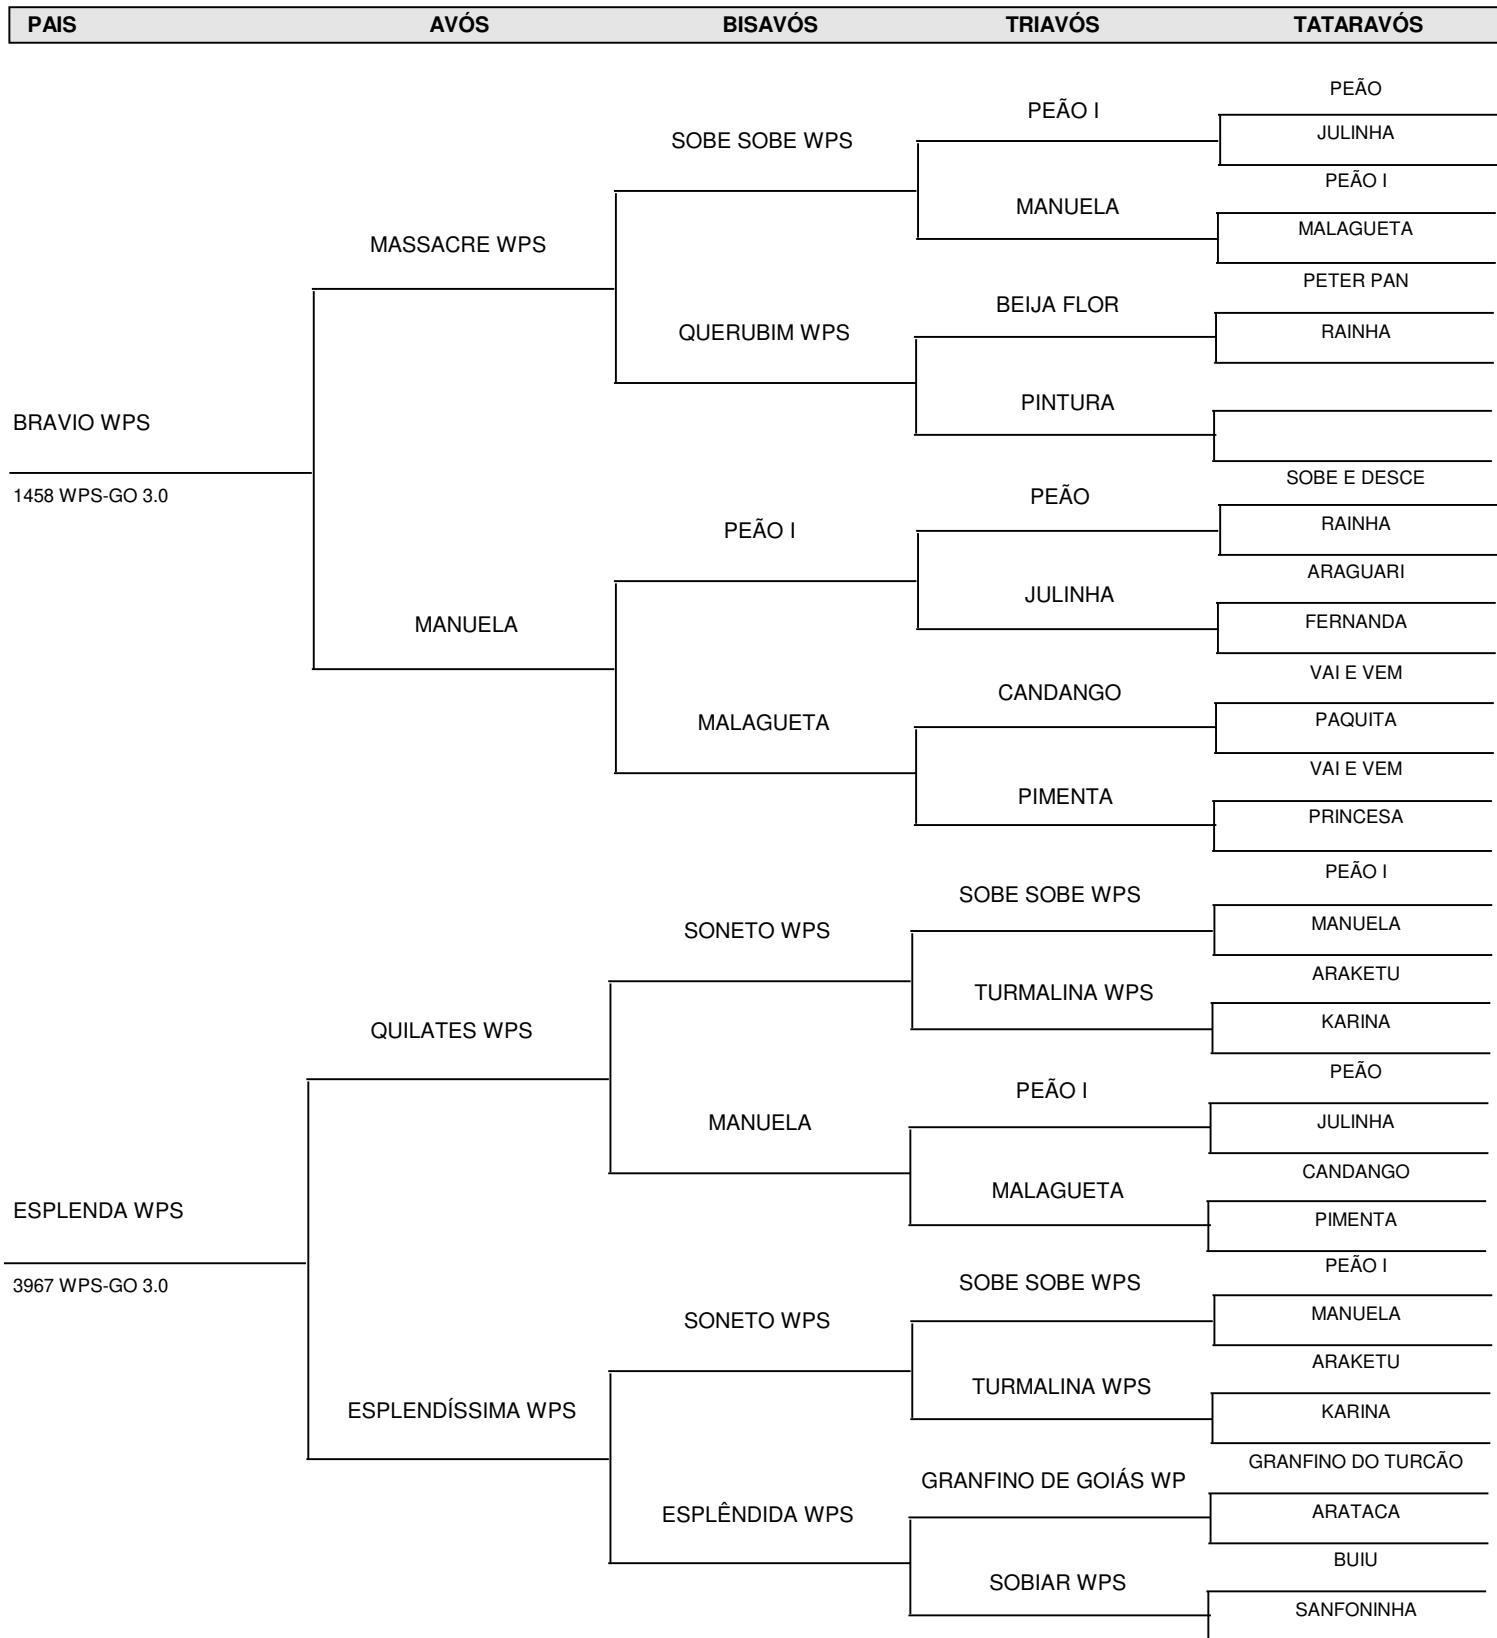 PAIS AVÓS BISAVÓS TRIAVÓS TATARAVÓS
PEÃO
PEÃO I
JULINHA
SOBE SOBE WPS
PEÃO I
MANUELA
MALAGUETA
MASSACRE WPS
PETER PAN
BEIJA FLOR
RAINHA
QUERUBIM WPS
PINTURA
BRAVIO WPS
SOBE E DESCE
1458 WPS-GO 3.0
PEÃO
RAINHA
PEÃO I
ARAGUARI
JULINHA
FERNANDA
MANUELA
VAI E VEM
CANDANGO
PAQUITA
MALAGUETA
VAI E VEM
PIMENTA
PRINCESA
PEÃO I
SOBE SOBE WPS
MANUELA
SONETO WPS
ARAKETU
TURMALINA WPS
KARINA
QUILATES WPS
PEÃO
PEÃO I
JULINHA
MANUELA
CANDANGO
MALAGUETA
ESPLENDA WPS
PIMENTA
PEÃO I
3967 WPS-GO 3.0
SOBE SOBE WPS
MANUELA
SONETO WPS
ARAKETU
TURMALINA WPS
ESPLENDÍSSIMA WPS
KARINA
GRANFINO DO TURCÃO
GRANFINO DE GOIÁS WP
ARATACA
ESPLÊNDIDA WPS
BUIU
SOBIAR WPS
SANFONINHA